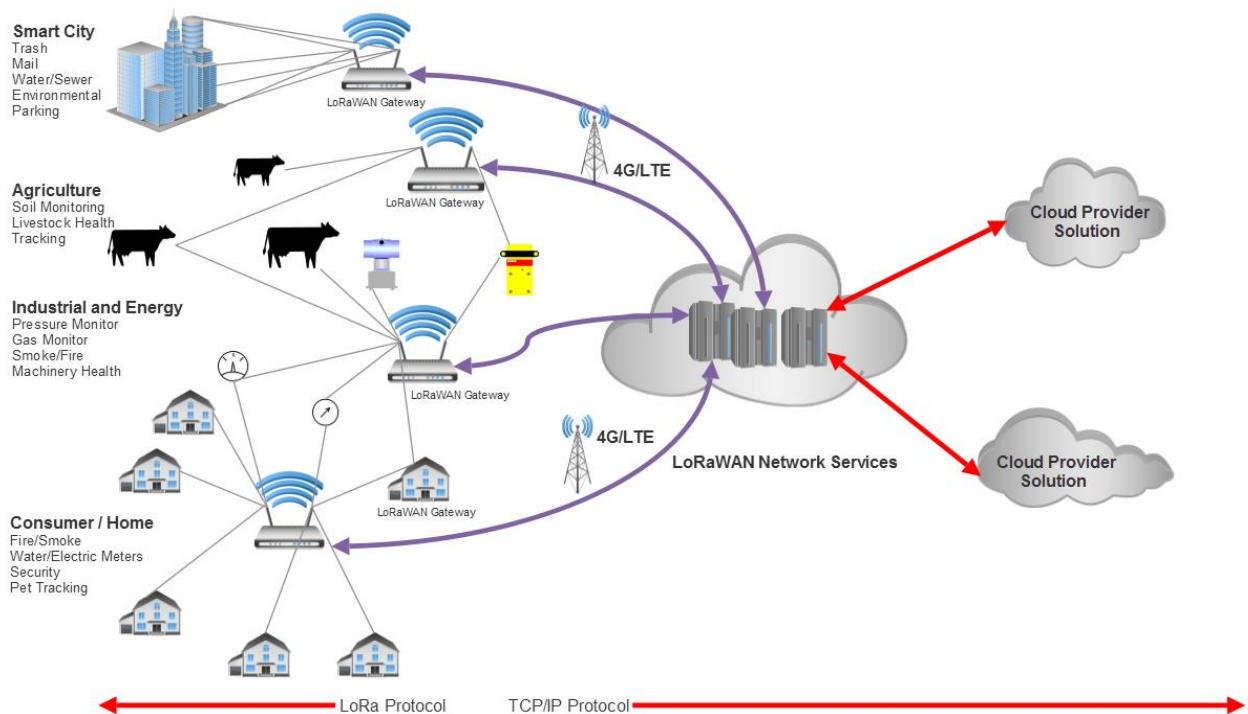 Smart City
Trash
Mail
Water/Sewer
Environmental
Parking
LoRaWAN Gateway
4G/LTE
Agriculture
Soil Monitoring
Livestock Health
Tracking
LoRaWAN Gateway
Cloud Provider
Solution
Industrial and Energy
Pressure Monitor
Gas Monitor
Smoke/Fire
Machinery Health
LoRaWAN Gateway
4G/LTE
LoRaWAN Network Services
Cloud Provider
Solution
Consumer / Home
Fire/Smoke
Water/Electric Meters
Security
Pet Tracking
LoRaWAN Gateway
LoRa Protocol
TCP/IP Protocol